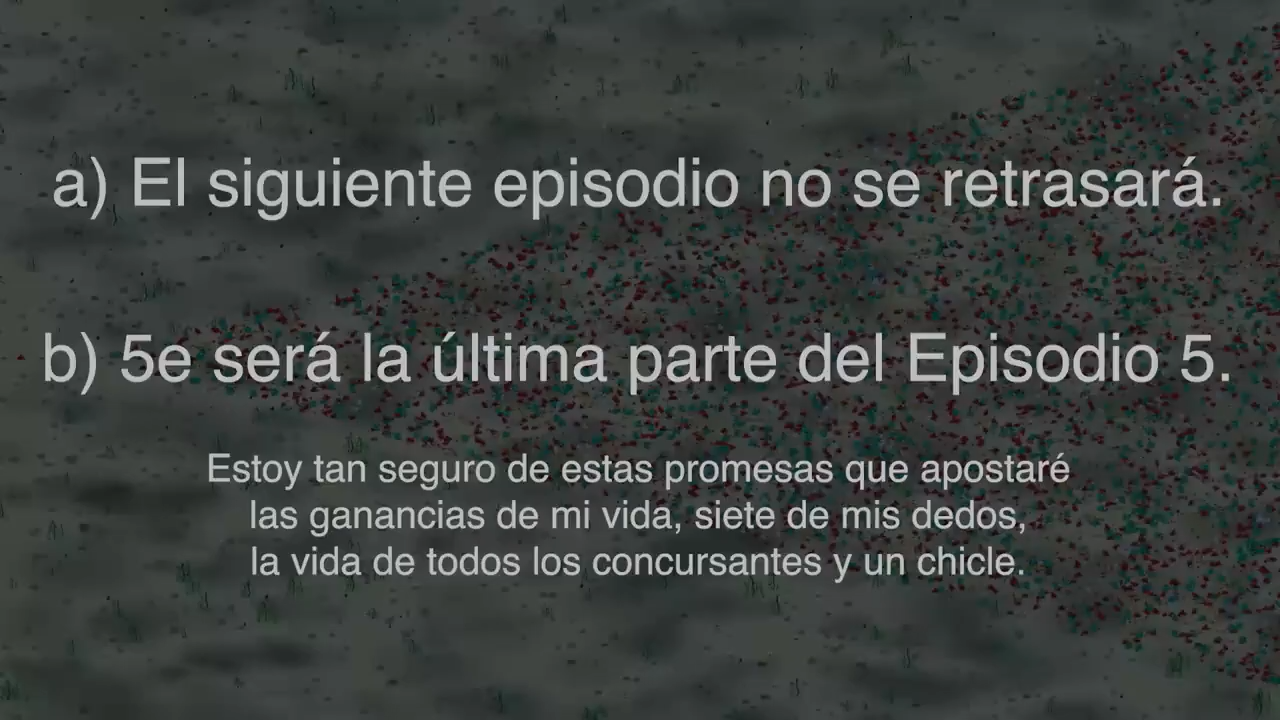 a) El siguiente episodio no se retrasará.
b) 5e será la última parte del Episodio 5.
Estoy tan seguro de estas promesas que apostaré
las ganancias de mi vida, siete de mis dedos,
la vida de todos los concursantes y un chicle.